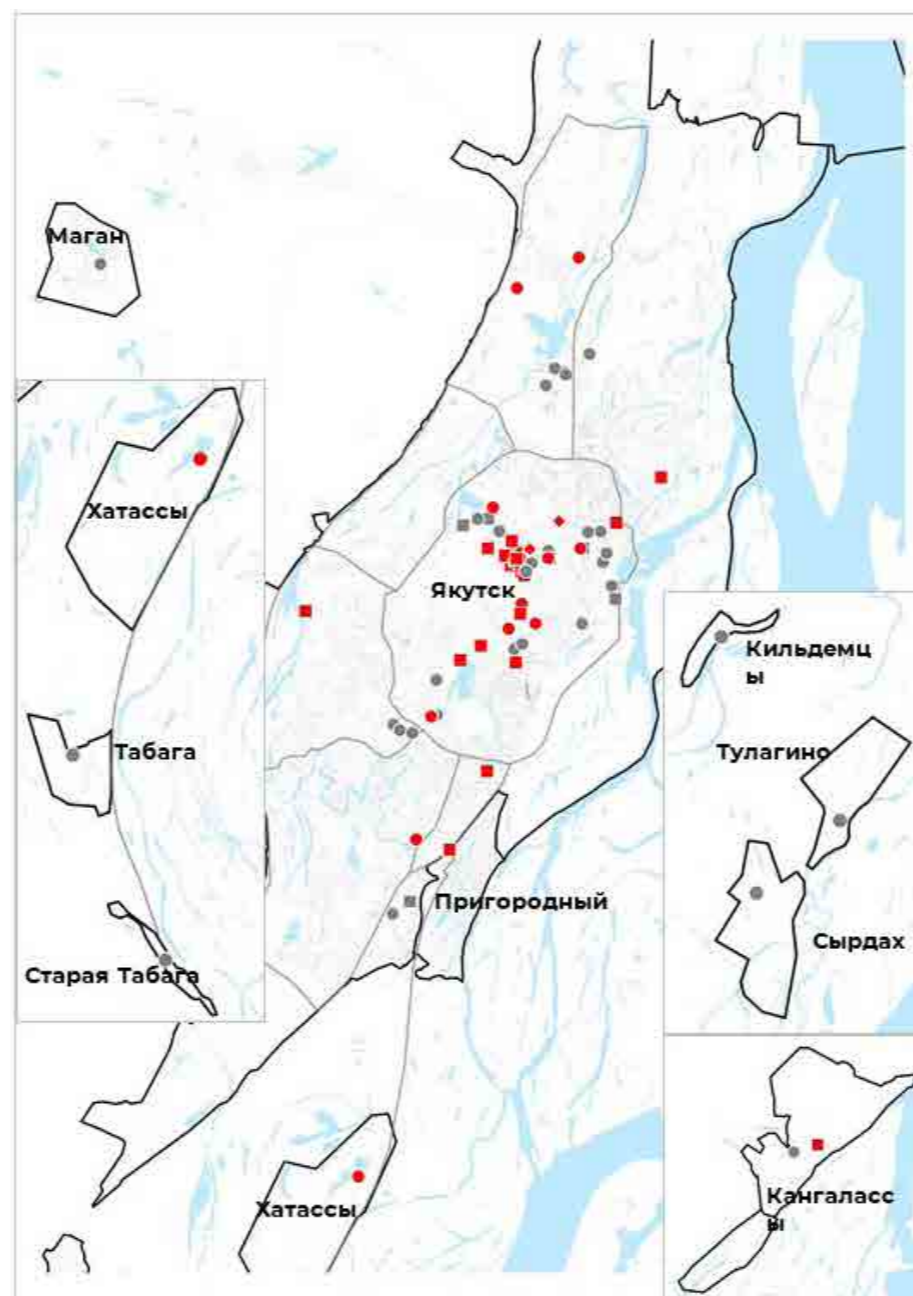 Маган
Хатассы
Якутск
Кильдемц
ы
Табага
Тулагино
Пригородный
Сырдах
Старая Табага
Хатассы
Кангаласс
ы